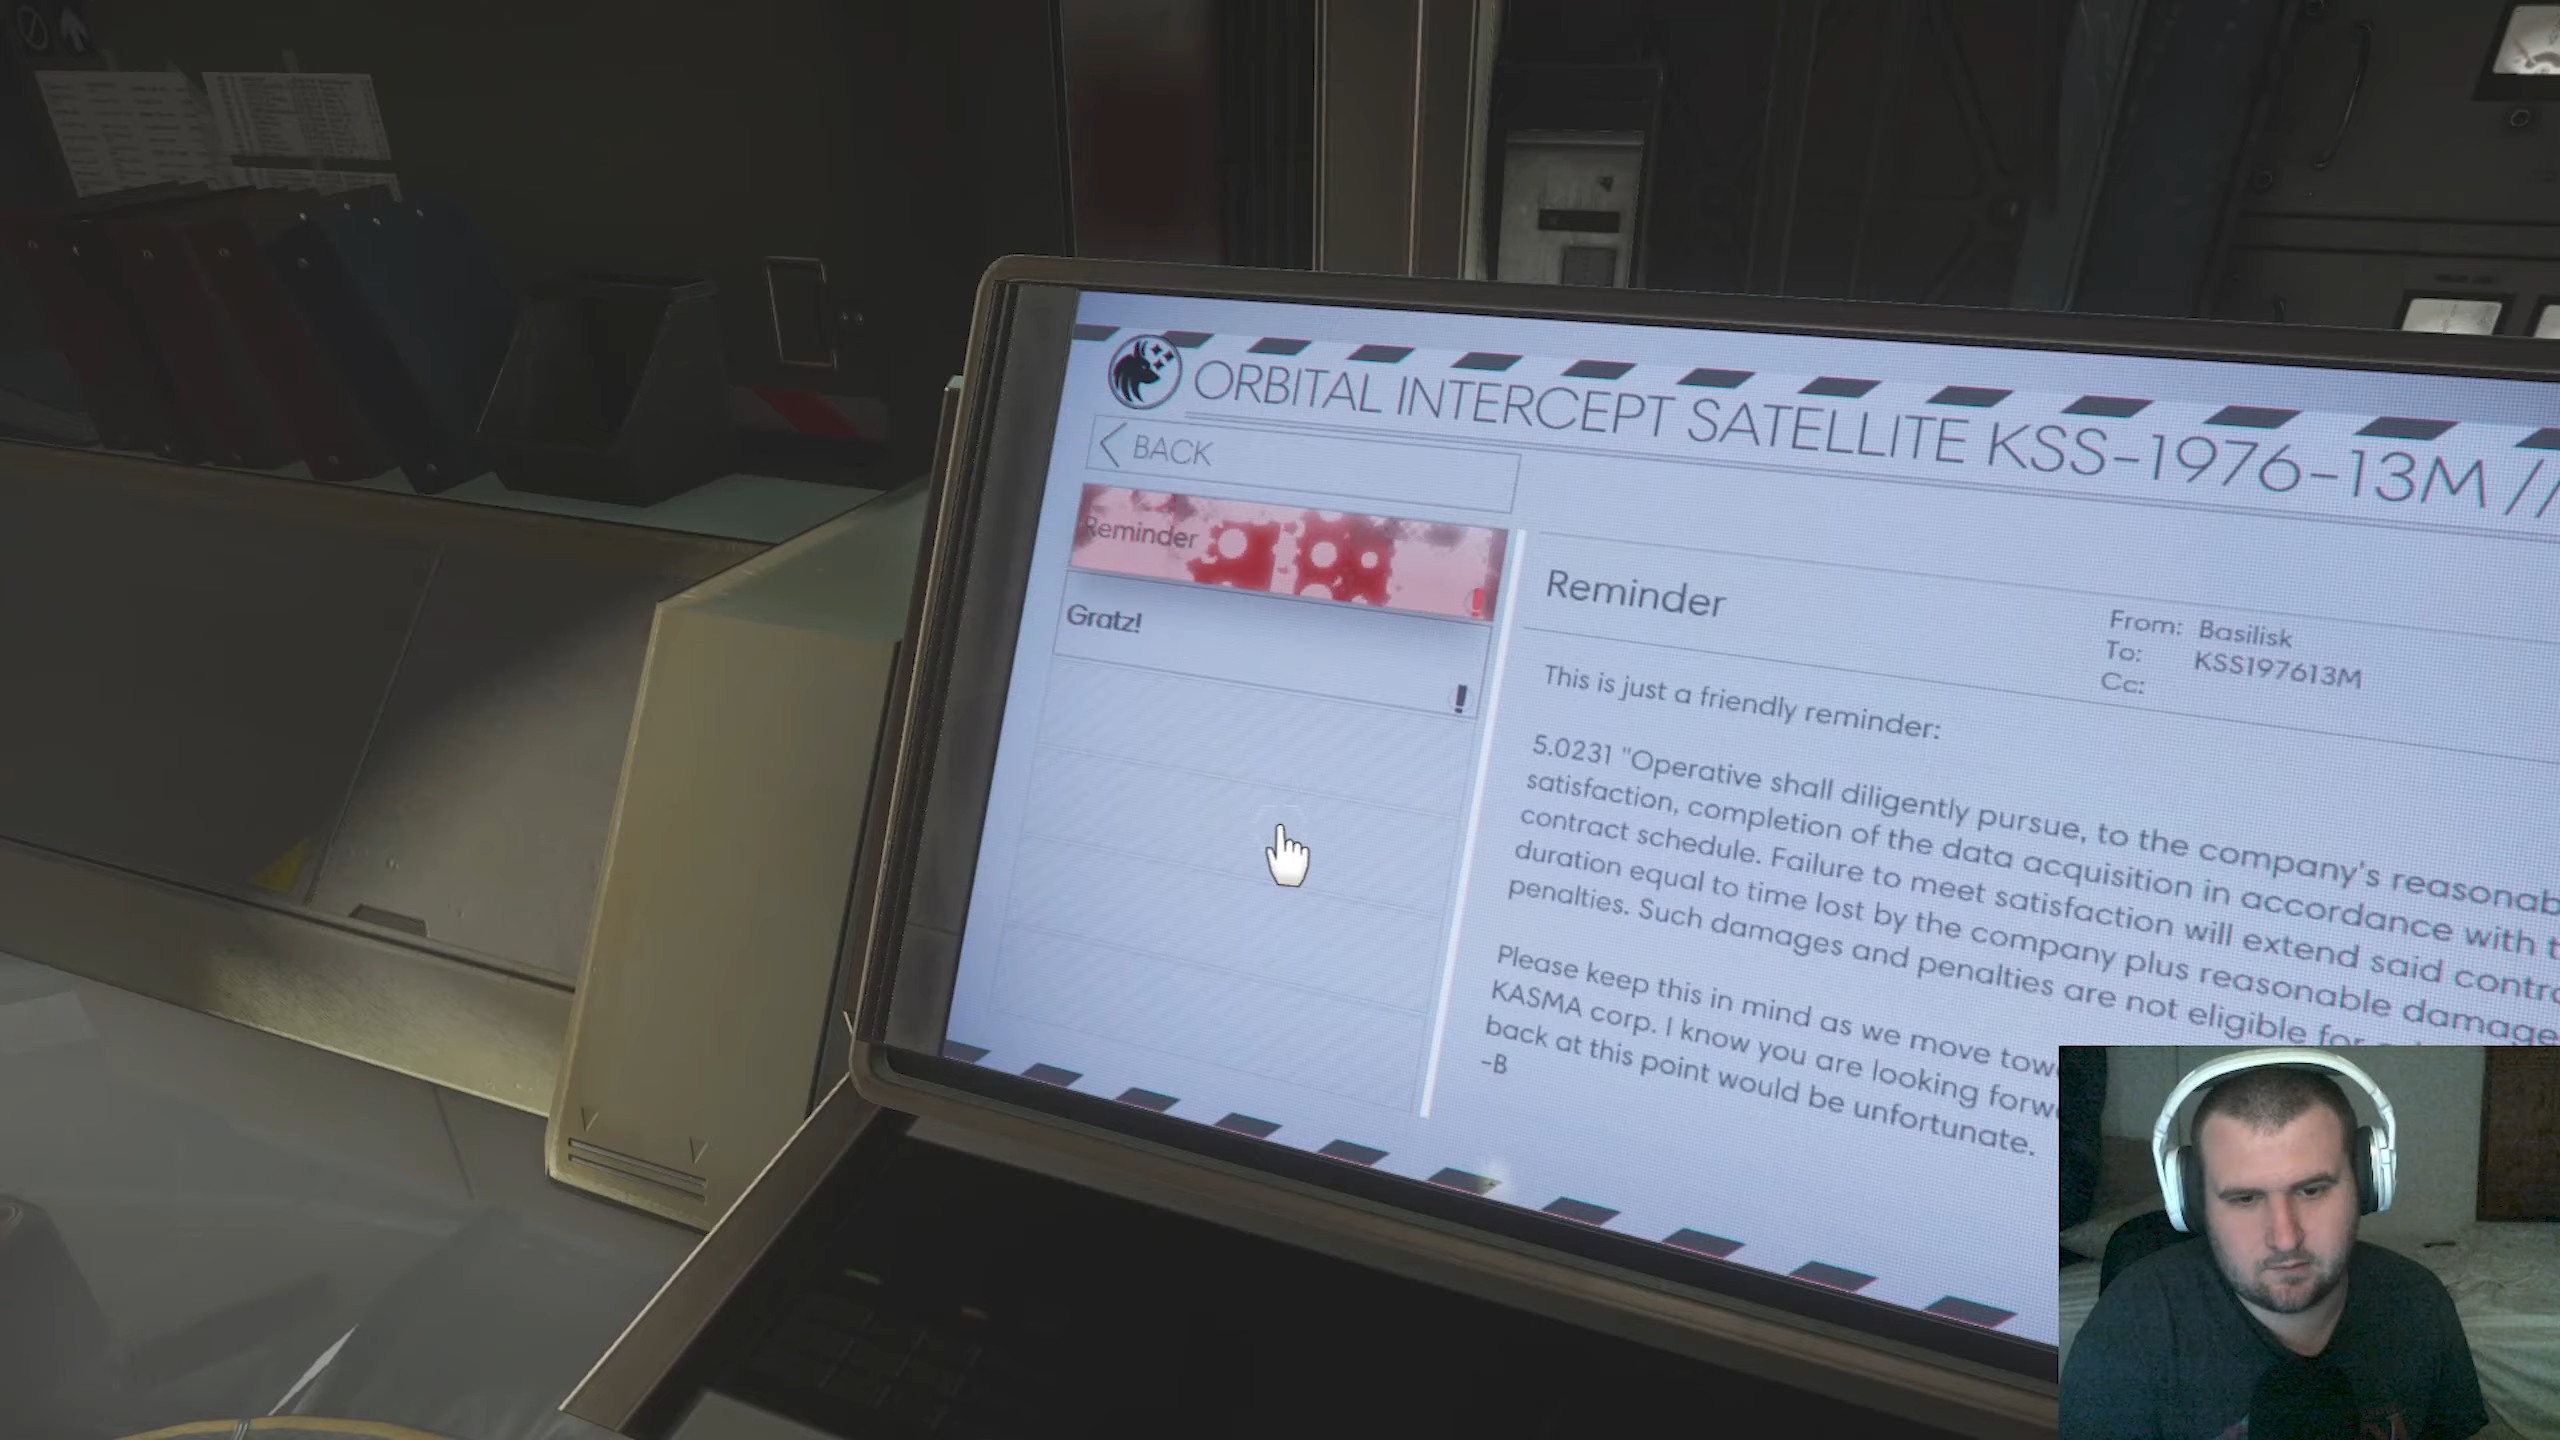 ORBITAL INTERCEPT SATELLITE KSS-1976-13M //
BACK
Reminder
Gratz!
Reminder
From: Basilisk
To: KSS197613M
Cc:
This is just a friendly reminder:
5.0231 "Operative shall diligently pursue, to the company's
satisfaction, completion of the data acquisition in accordance with
contract schedule. Failure to meet satisfaction will extend said
duration equal to time lost by the company plus reasonable
penalties. Such damages and penalties are not eligible for
Please keep this in mind as we move
KASMA corp. I know you are looking
back at this point would be unfortunate.
-B